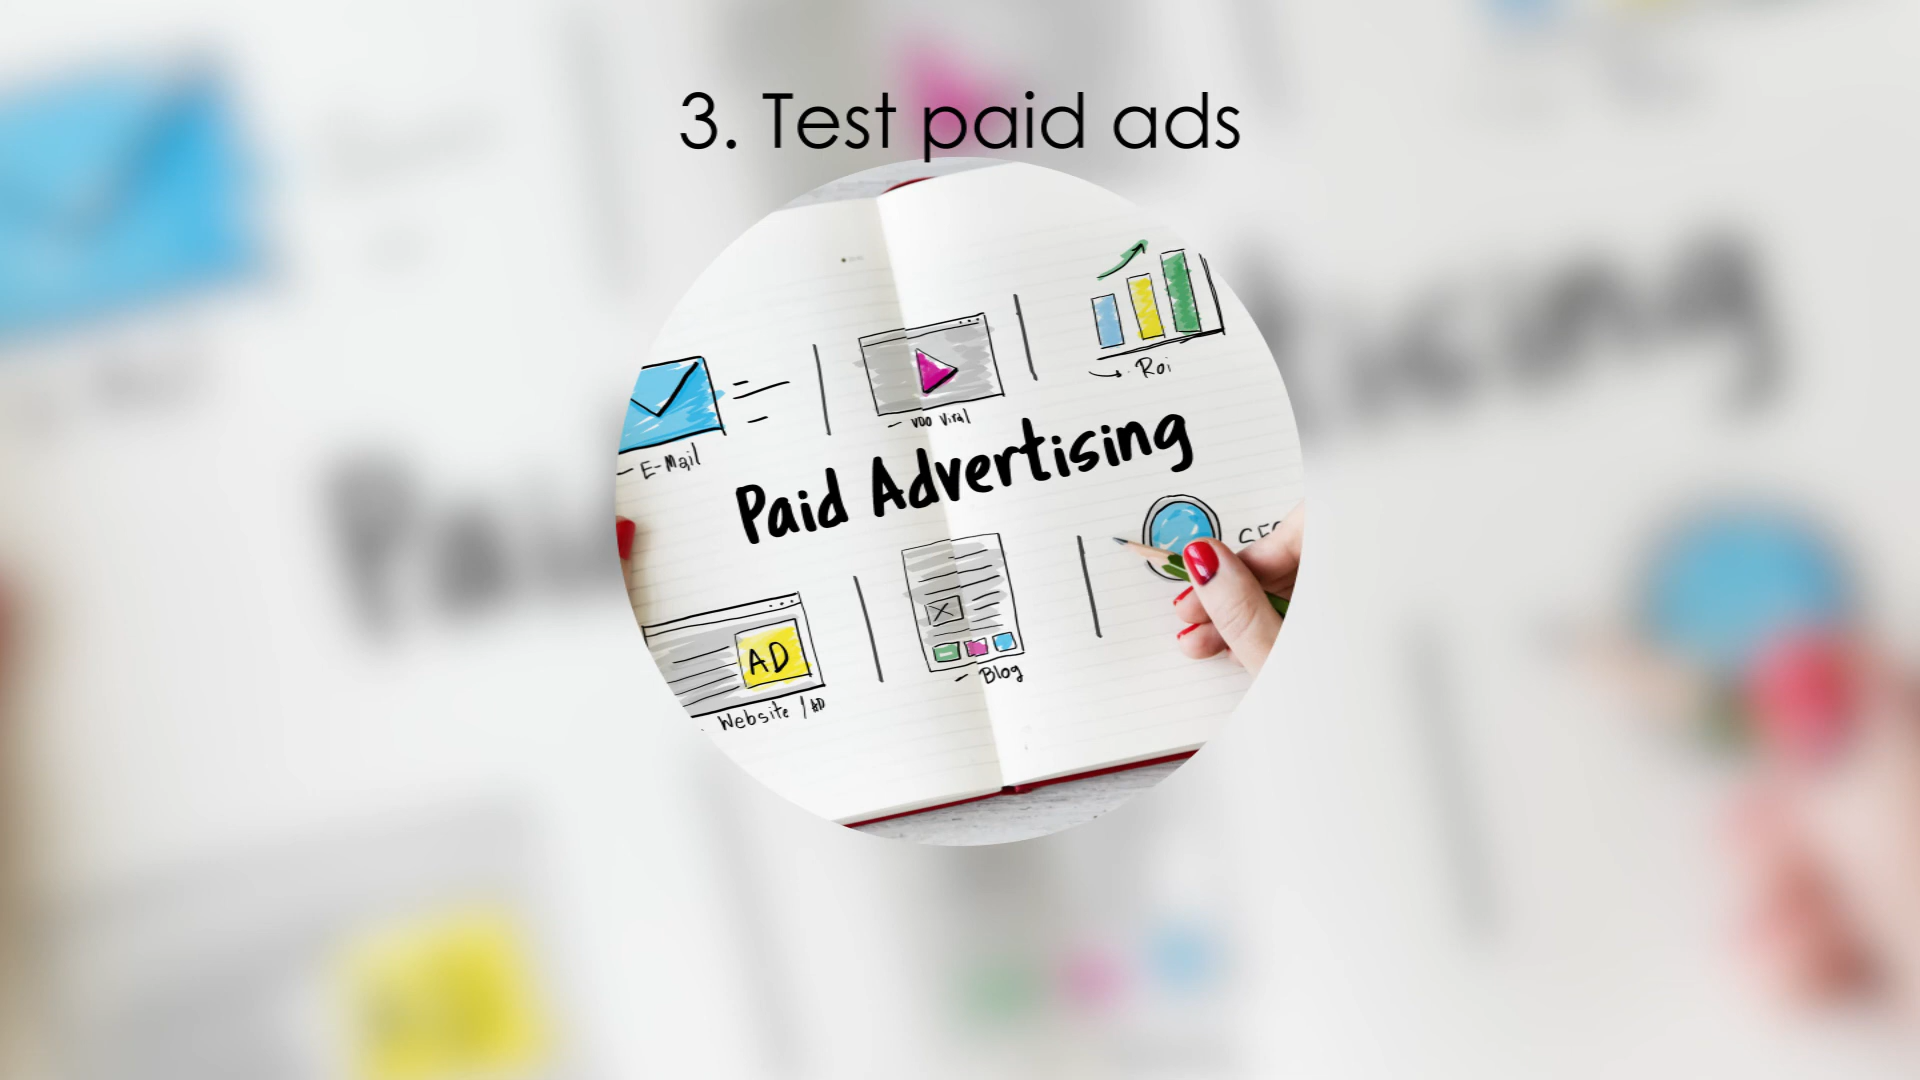 3. Test paid ads
Roi
VDO Viral
E-Mail
Paid Advertising
AD
Blog
Website / AD